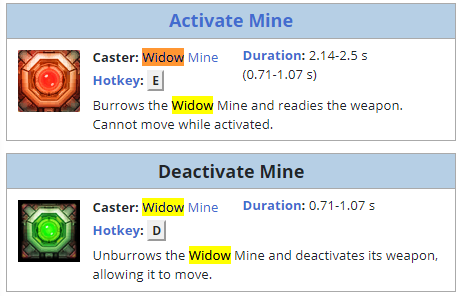 Activate Mine
Caster: Widow Mine
Duration: 2.14-2.5 s
(0.71-1.07 s)
Hotkey: E
Burrows the Widow Mine and readies the weapon.
Cannot move while activated.
Deactivate Mine
Caster: Widow Mine
Duration: 0.71-1.07 s
Hotkey: D
Unburrows the Widow Mine and deactivates its weapon,
allowing it to move.